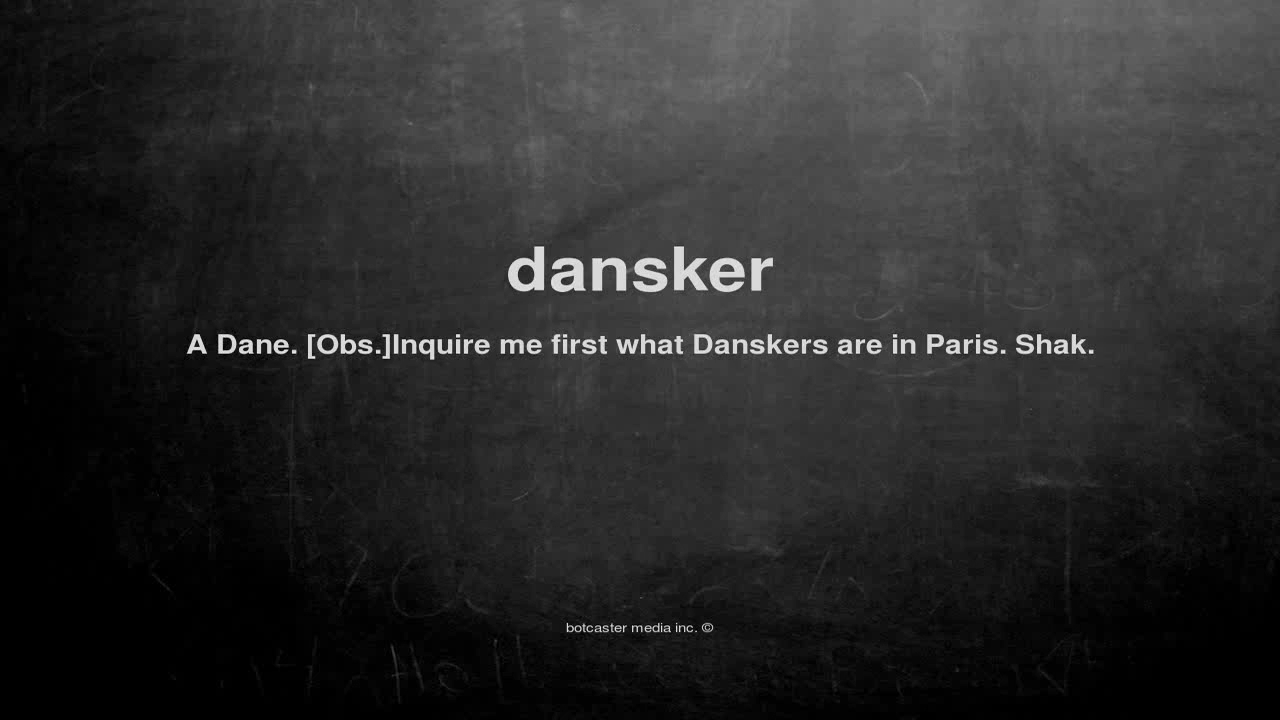 dansker
A Dane. [Obs.]Inquire me first what Danskers are in Paris. Shak.
botcaster media inc. ©